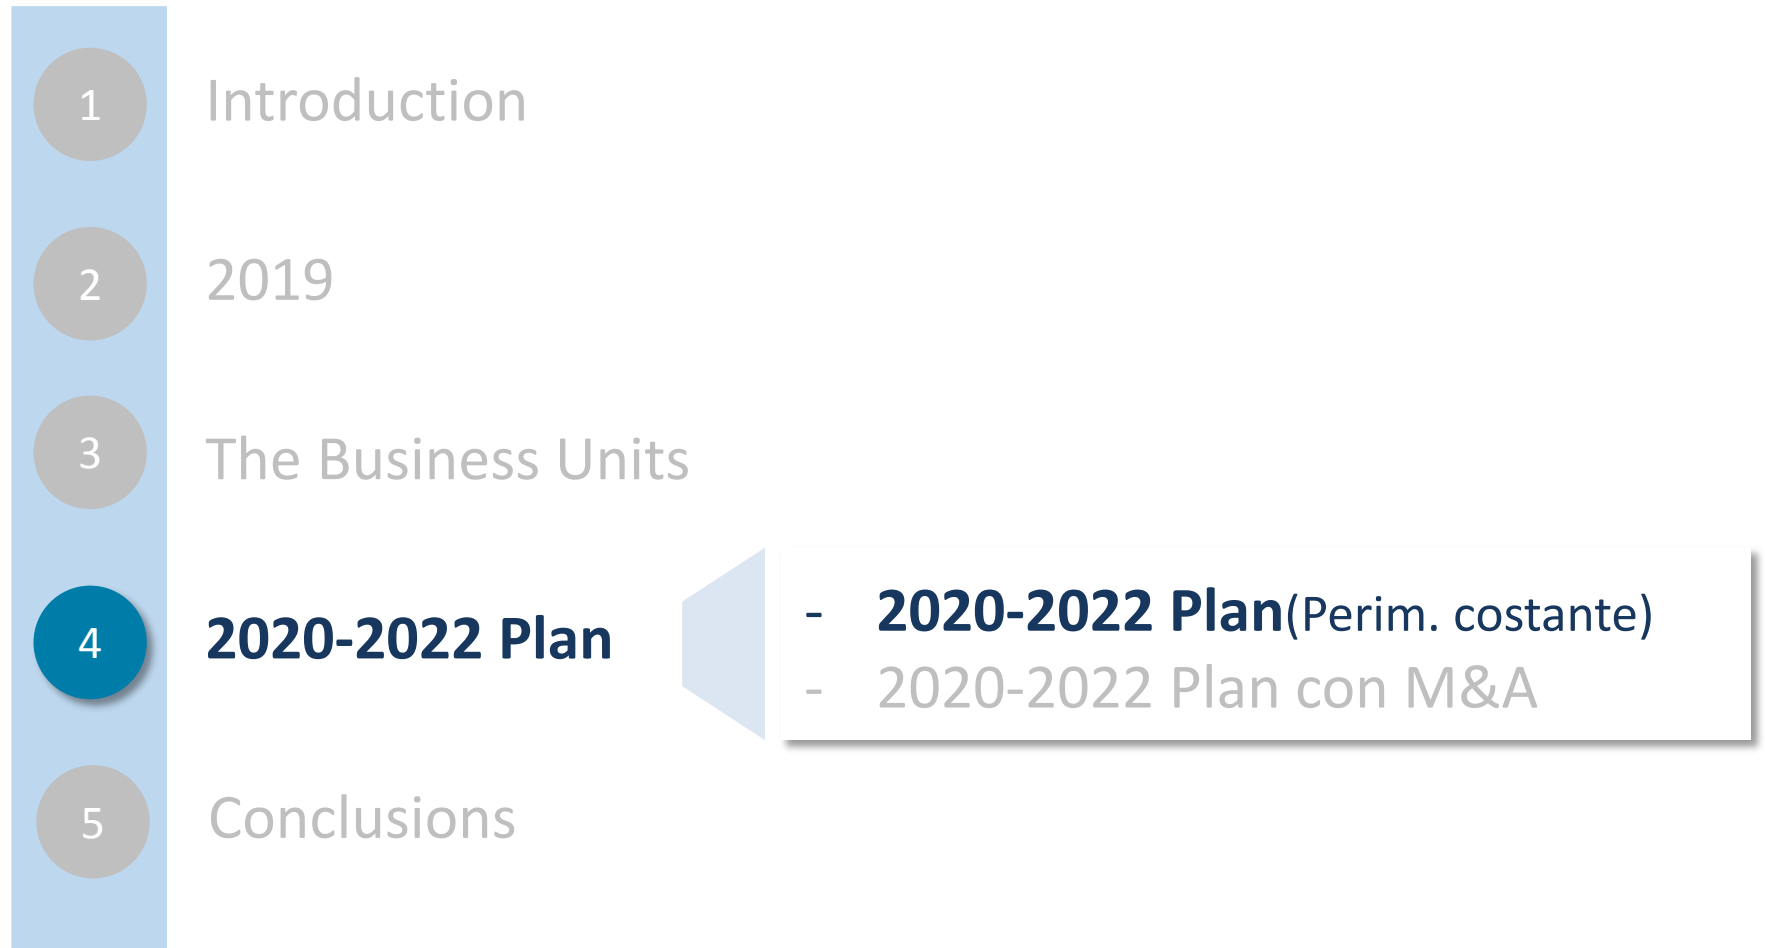 1 Introduction
2 2019
3 The Business Units
4 2020-2022 Plan
- 2020-2022 Plan(Perim. costante)
- 2020-2022 Plan con M&A
5 Conclusions